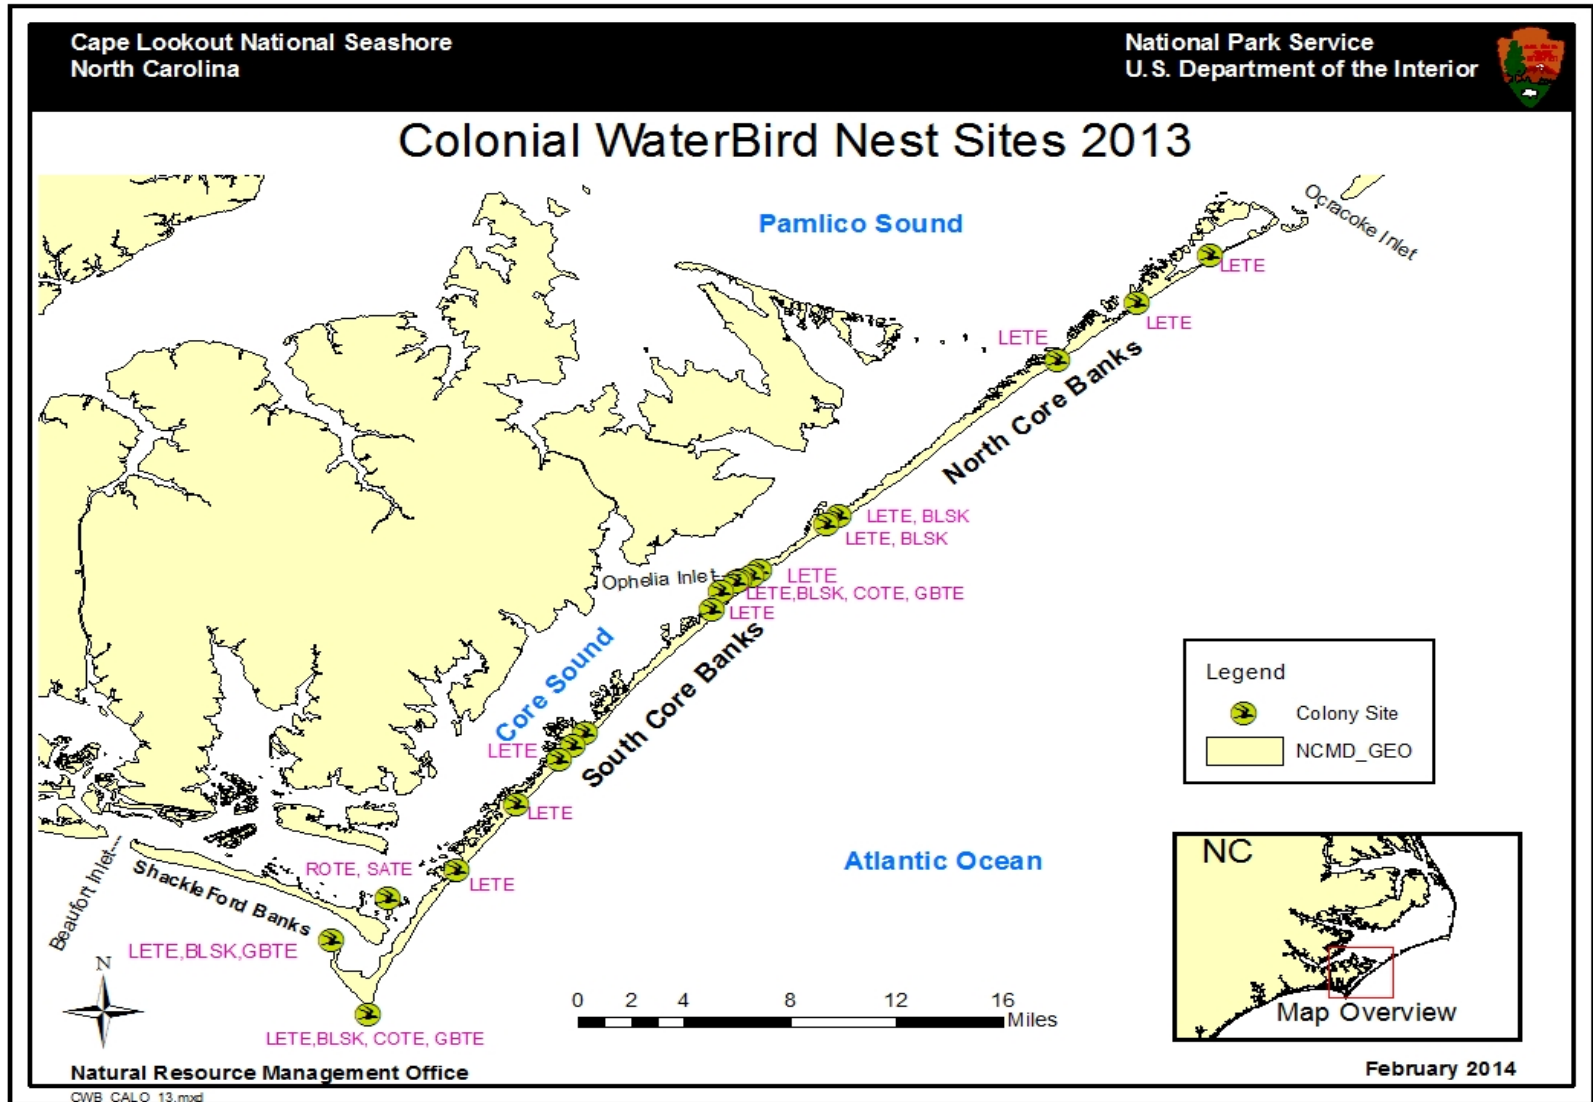 Cape Lookout National Seashore
North Carolina
National Park Service
U.S. Department of the Interior
Colonial WaterBird Nest Sites 2013
Pamlico Sound
Ocracoke Inlet
LETE
LETE
LETE
North Core Banks
LETE, BLSK
LETE, BLSK
Ophelia Inlet
LETE
LETE,BLSK, COTE, GBTE
LETE
Core Sound
South Core Banks
LETE
LETE
LETE
Atlantic Ocean
Legend
Colony Site
NCMD_GEO
Beaufort Inlet
ShackleFord Banks
ROTE, SATE
LETE,BLSK,GBTE
LETE,BLSK, COTE, GBTE
N
0 2 4 8 12 16
Miles
NC
Map Overview
Natural Resource Management Office
February 2014
CWB_CALO_13.mxd